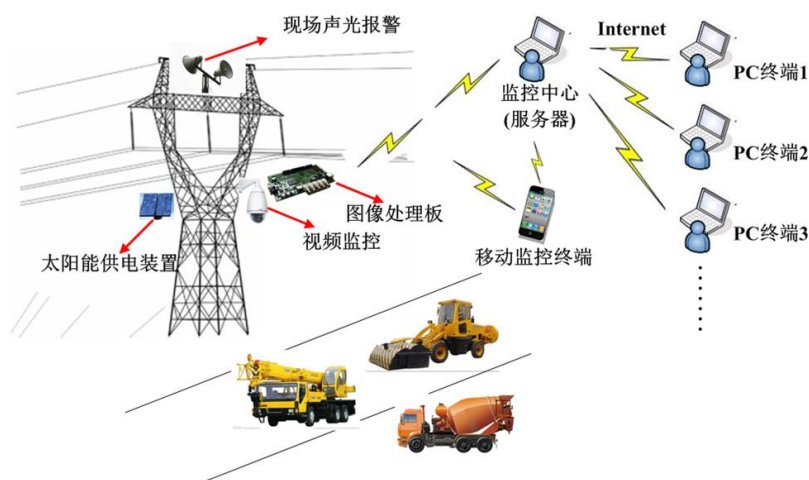 现场声光报警
Internet
PC终端1
监控中心
(服务器)
PC终端2
图像处理板
视频监控
太阳能供电装置
移动监控终端
PC终端3